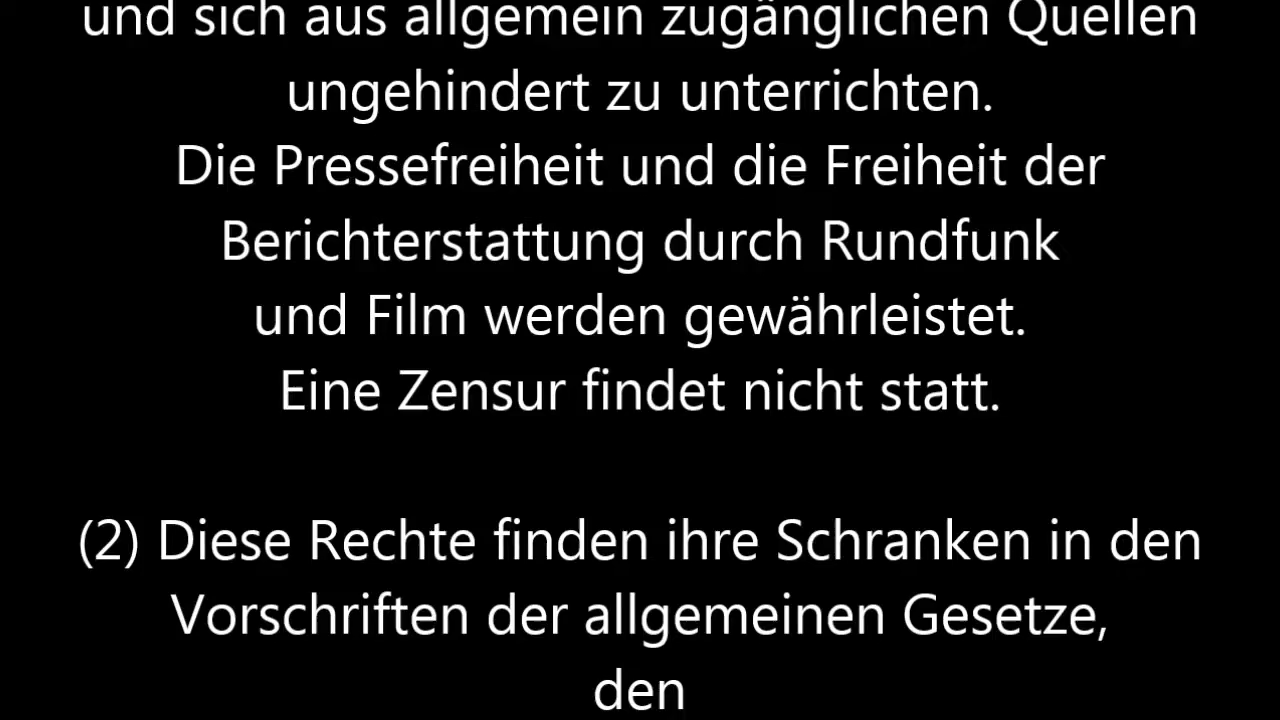 und sich aus allgemein zugänglichen Quellen
ungehindert zu unterrichten.
Die Pressefreiheit und die Freiheit der
Berichterstattung durch Rundfunk
und Film werden gewährleistet.
Eine Zensur findet nicht statt.
(2) Diese Rechte finden ihre Schranken in den
Vorschriften der allgemeinen Gesetze,
den